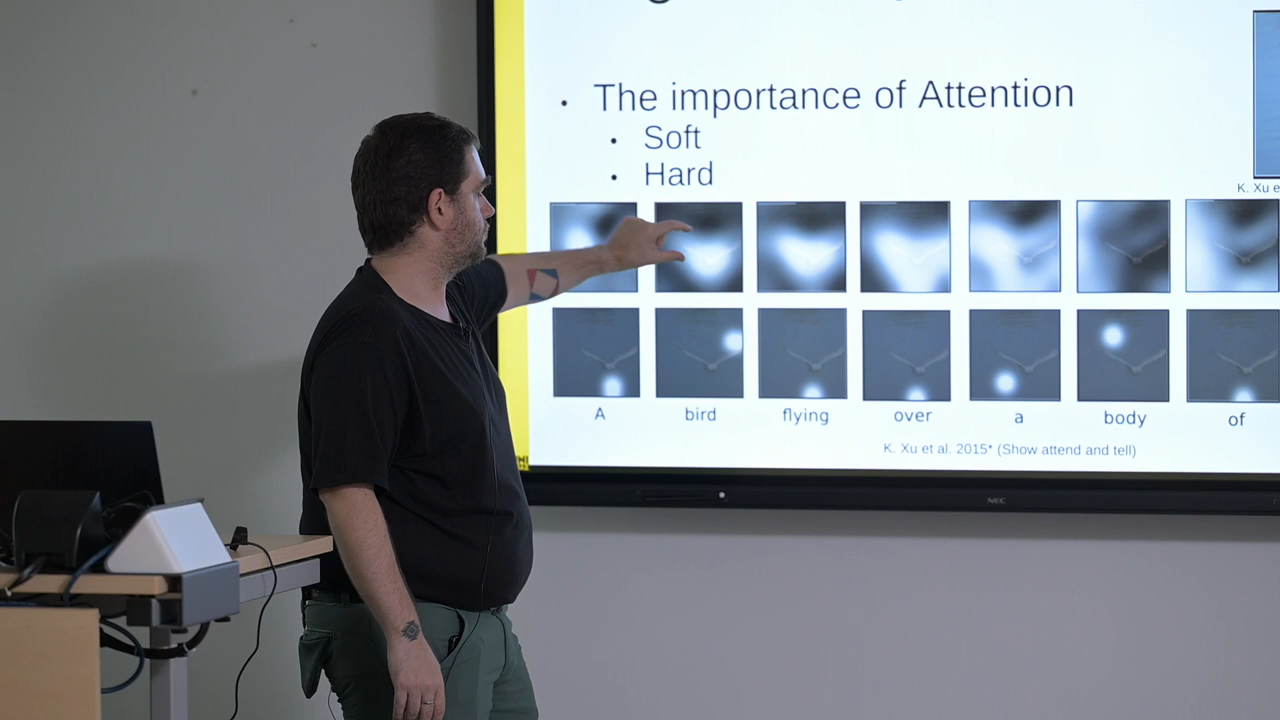 • The importance of Attention
• Soft
• Hard
K. Xu e
A bird flying over a body of
K. Xu et al. 2015* (Show attend and tell)
NEC